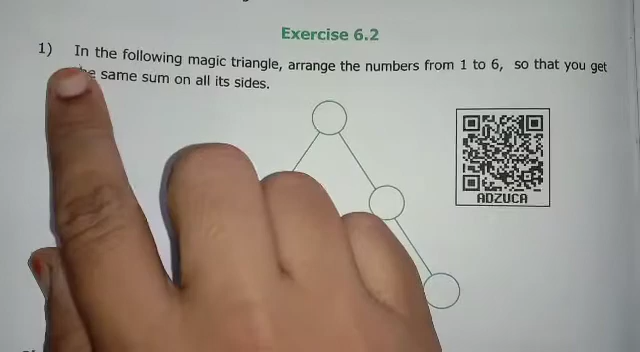 Exercise 6.2
1) In the following magic triangle, arrange the numbers from 1 to 6, so that you get
same sum on all its sides.
ADZUCA